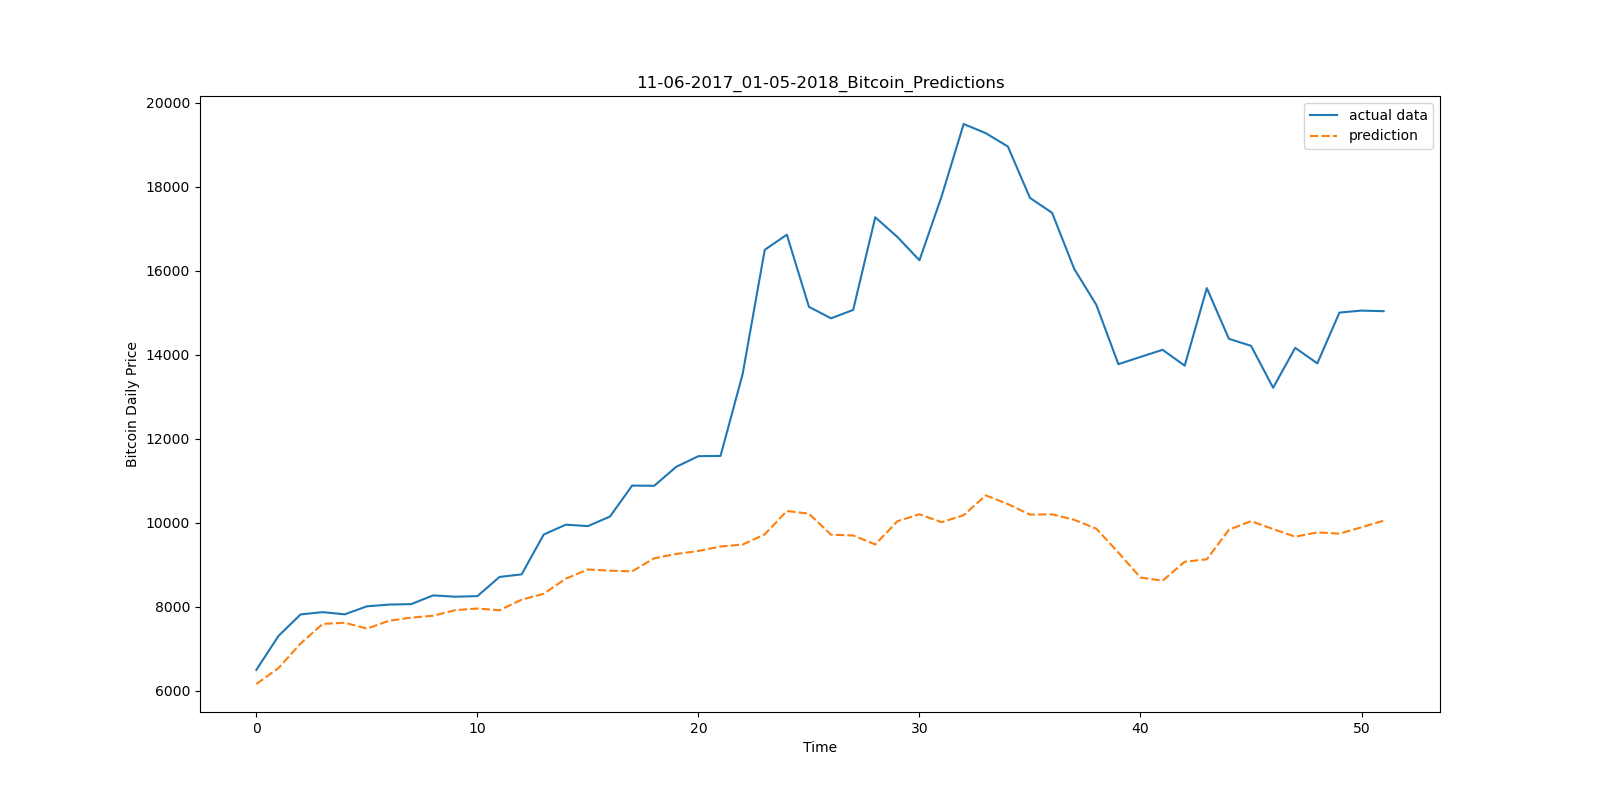 11-06-2017_01-05-2018_Bitcoin_Predictions
actual data
prediction
20000
18000
16000
14000
12000
10000
8000
6000
Bitcoin Daily Price
0 10 20 30 40 50
Time